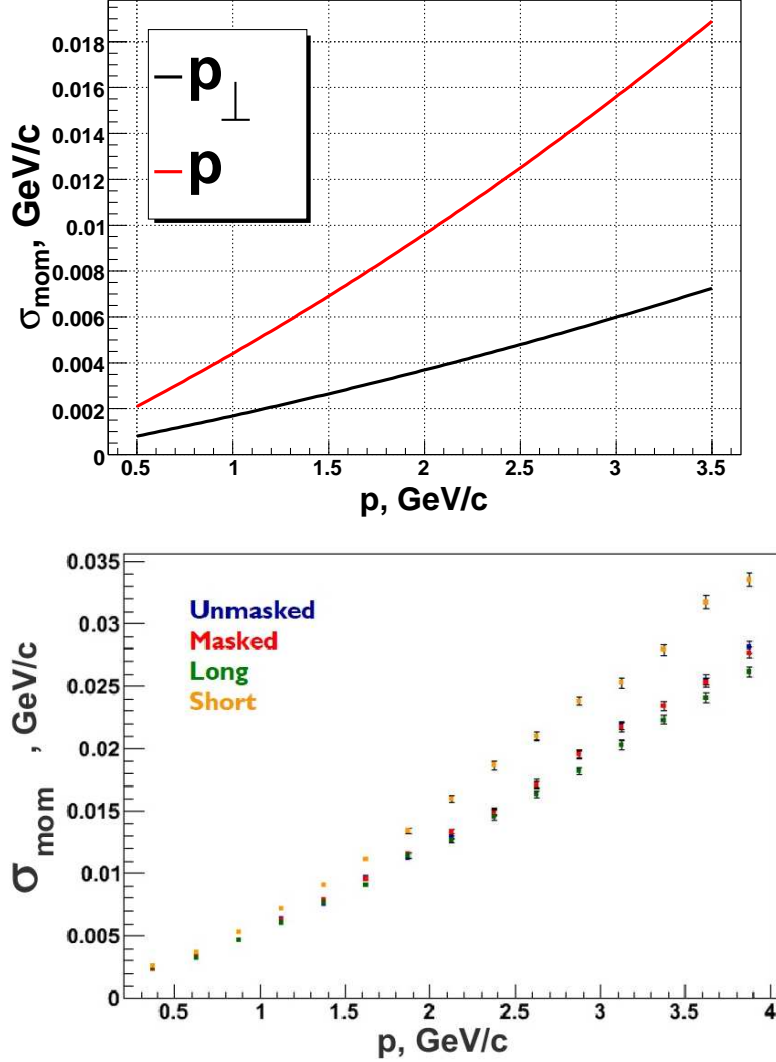 0.018
0.016
0.014
0.012
0.01
0.008
0.006
0.004
0.002
0
σmom, GeV/c
p⊥
p
0.5 1 1.5 2 2.5 3 3.5
p, GeV/c
0.035
0.03
0.025
0.02
0.015
0.01
0.005
0
σmom , GeV/c
Unmasked
Masked
Long
Short
0.5 1 1.5 2 2.5 3 3.5 4
p, GeV/c